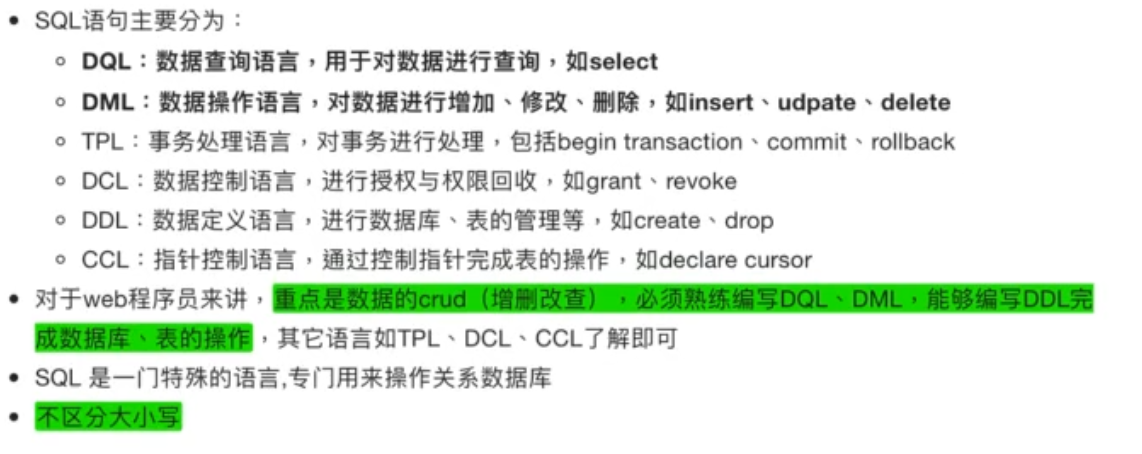 SQL语句主要分为：
DQL：数据查询语言，用于对数据进行查询，如select
DML：数据操作语言，对数据进行增加、修改、删除，如insert、udpate、delete
TPL：事务处理语言，对事务进行处理，包括begin transaction、commit、rollback
DCL：数据控制语言，进行授权与权限回收，如grant、revoke
DDL：数据定义语言，进行数据库、表的管理等，如create、drop
CCL：指针控制语言，通过控制指针完成表的操作，如declare cursor
对于web程序员来讲，重点是数据的crud（增删改查），必须熟练编写DQL、DML，能够编写DDL完
成数据库、表的操作，其它语言如TPL、DCL、CCL了解即可
SQL 是一门特殊的语言,专门用来操作关系数据库
不区分大小写